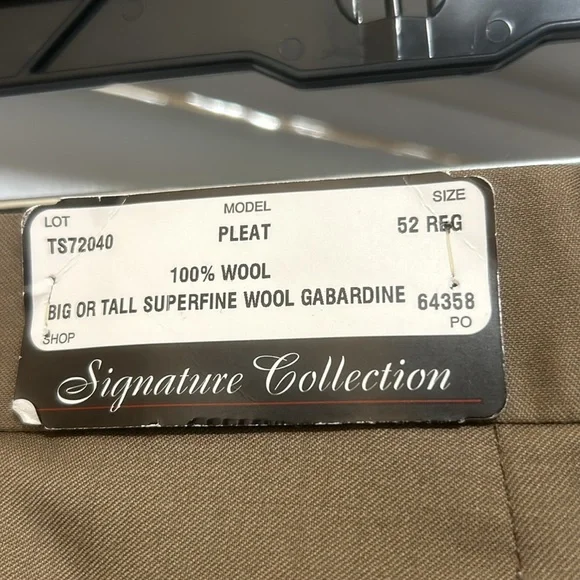 LOT MODEL SIZE
TS72040 PLEAT 52 REG
100% WOOL
BIG OR TALL SUPERFINE WOOL GABARDINE 64358
SHOP PO
Signature Collection